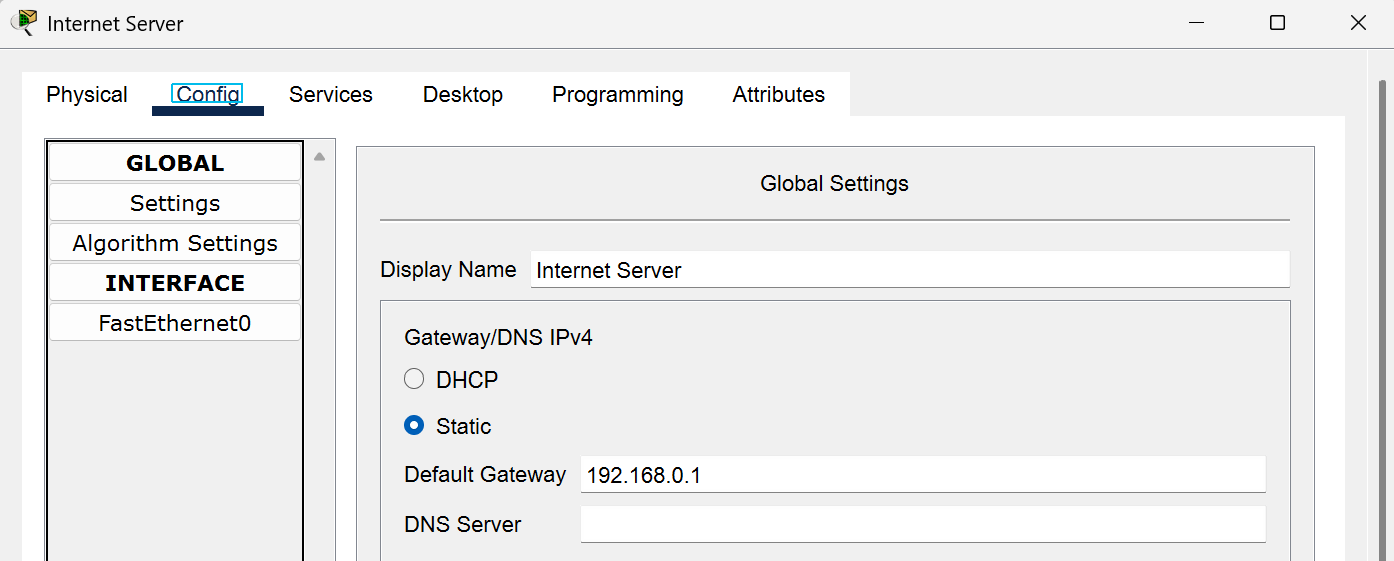 Internet Server
Physical Config Services Desktop Programming Attributes
GLOBAL
Settings
Algorithm Settings
INTERFACE
FastEthernet0
Global Settings
Display Name Internet Server
Gateway/DNS IPv4
DHCP
Static
Default Gateway 192.168.0.1
DNS Server